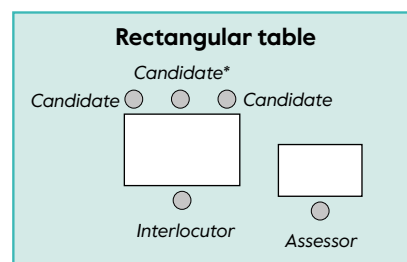 Rectangular table
Candidate*
Candidate
Candidate
Interlocutor
Assessor